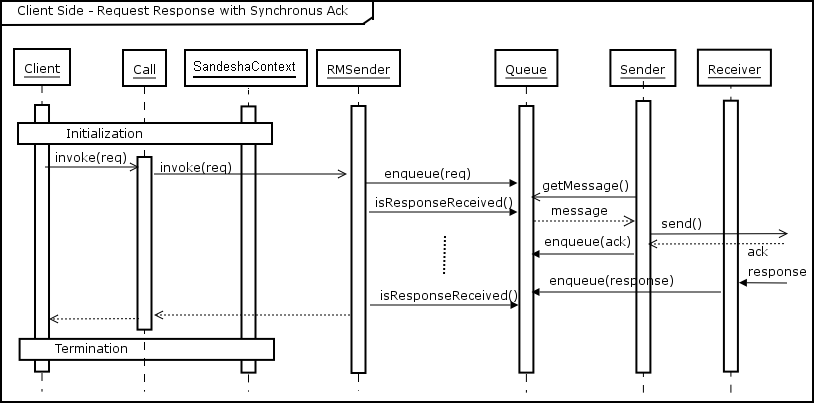 Client Side - Request Response with Synchronus Ack
Client
Call
SandeshaContext
RMSender
Queue
Sender
Receiver
Initialization
invoke(req)
invoke(req)
enqueue(req)
getMessage()
isResponseReceived()
message
send()
enqueue(ack)
ack
response
enqueue(response)
isResponseReceived()
Termination